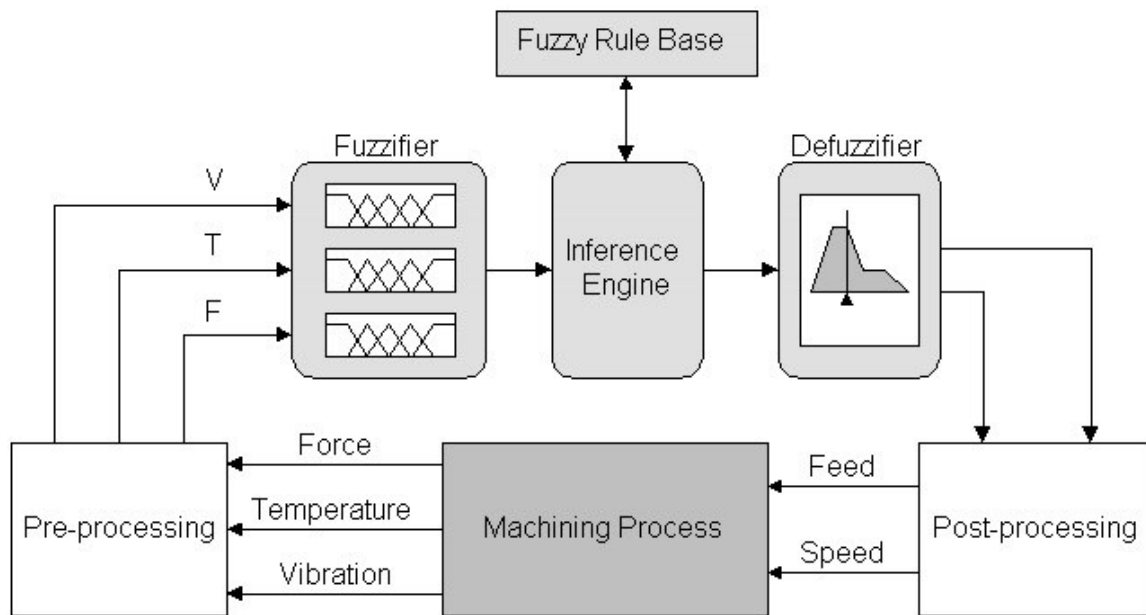 Fuzzy Rule Base
Fuzzifier
Defuzzifier
V
T
F
Inference
Engine
Force
Temperature
Vibration
Pre-processing
Machining Process
Feed
Speed
Post-processing